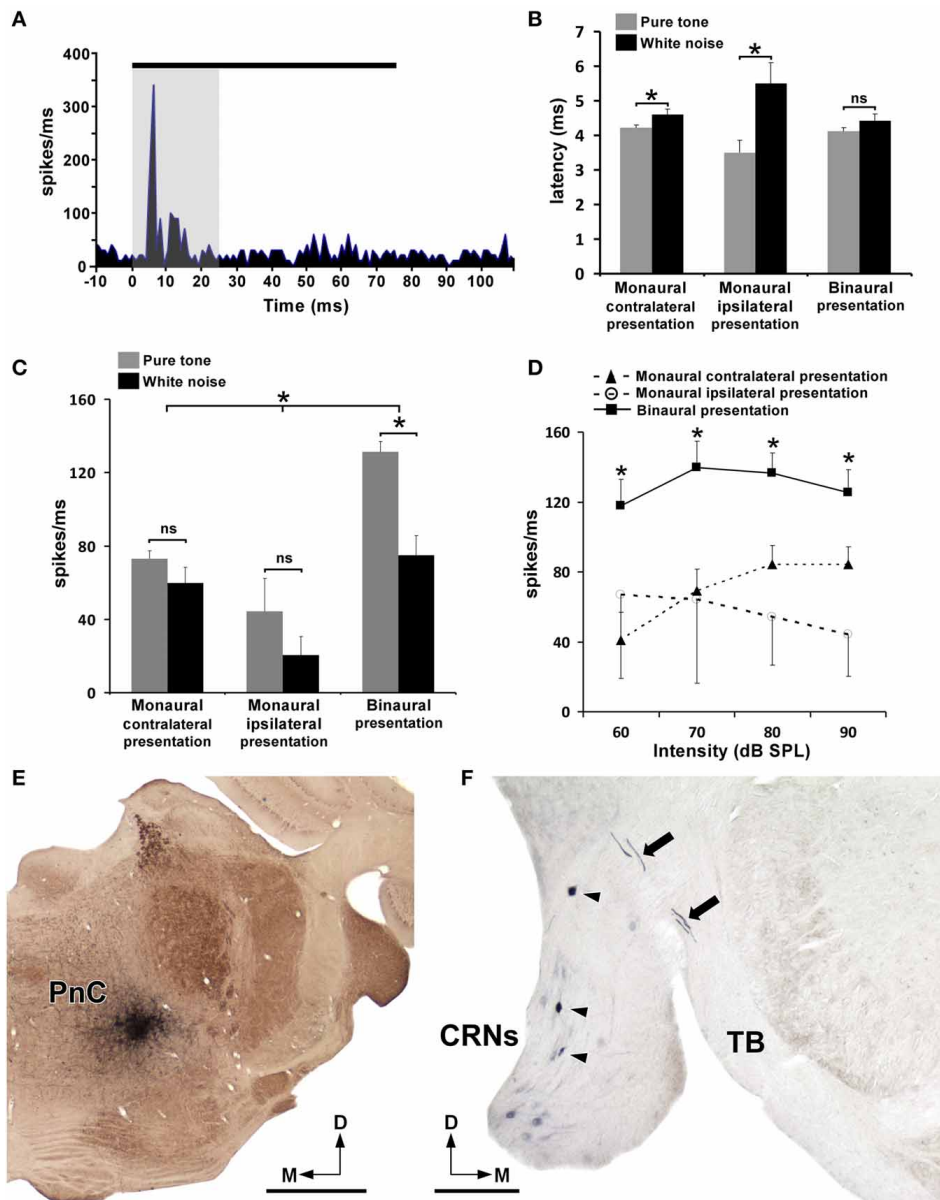 A
400
300
200
100
50
0
spikes/ms
-10 0 10 20 30 40 50 60 70 80 90 100
Time (ms)
B
Pure tone
White noise
7
6
5
4
3
2
1
0
latency (ms)
*
*
ns
Monaural contralateral presentation
Monaural ipsilateral presentation
Binaural presentation
C
Pure tone
White noise
160
120
80
40
0
spikes/ms
*
ns
ns
*
Monaural contralateral presentation
Monaural ipsilateral presentation
Binaural presentation
D
Monaural contralateral presentation
Monaural ipsilateral presentation
Binaural presentation
160
120
80
40
0
spikes/ms
* * * *
60 70 80 90
Intensity (dB SPL)
E
PnC
D
M
F
CRNs
TB
D
M